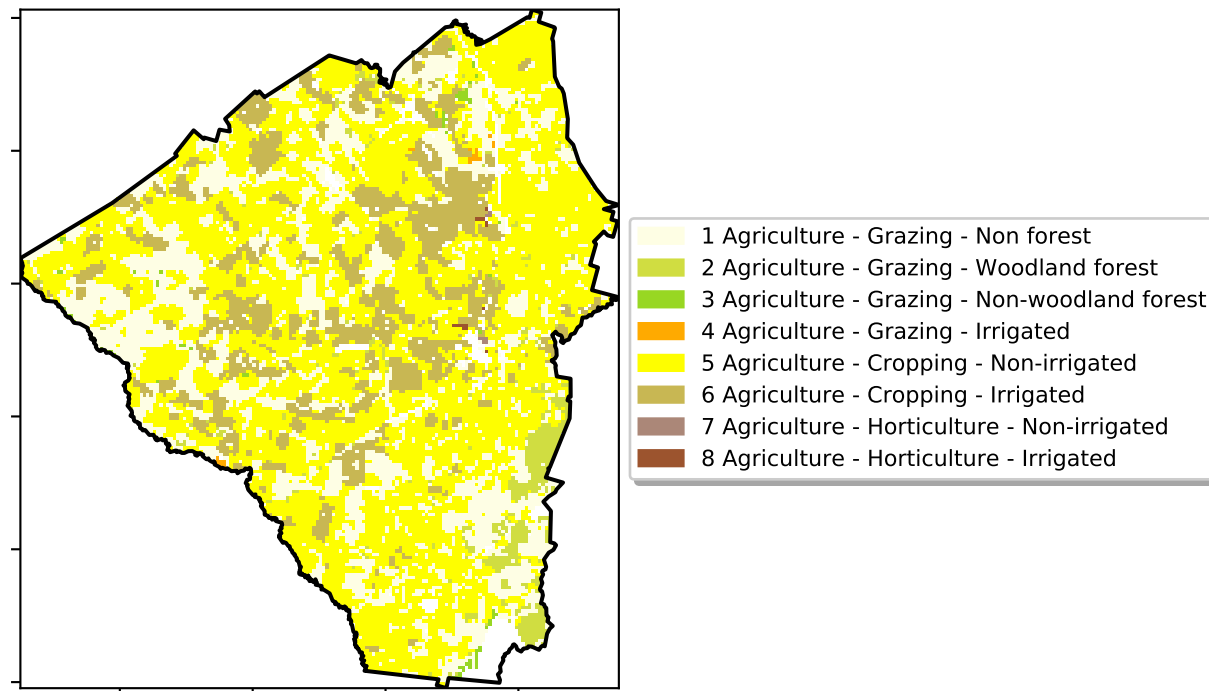 1 Agriculture - Grazing - Non forest
2 Agriculture - Grazing - Woodland forest
3 Agriculture - Grazing - Non-woodland forest
4 Agriculture - Grazing - Irrigated
5 Agriculture - Cropping - Non-irrigated
6 Agriculture - Cropping - Irrigated
7 Agriculture - Horticulture - Non-irrigated
8 Agriculture - Horticulture - Irrigated